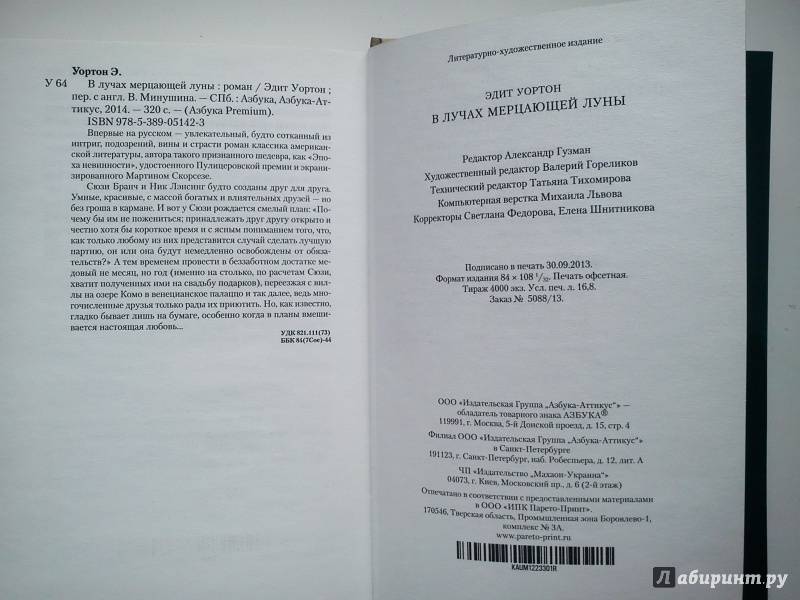 Уортон Э.
У 64 В лучах мерцающей луны : роман / Эдит Уортон ;
пер. с англ. В. Минушина. — СПб. : Азбука, Азбука-Ат-
тикус, 2014. — 320 с. — (Азбука Premium).
ISBN 978-5-389-05142-3
Впервые на русском — увлекательный, будто сотканный из
интриг, подозрений, вины и страсти роман классика американ-
ской литературы, автора такого признанного шедевра, как «Эпо-
ха невинности», удостоенного Пулицеровской премии и экрани-
зированного Мартином Скорсезе.
Сюзи Бранч и Ник Лэнсинг будто созданы друг для друга.
Умные, красивые, с массой богатых и влиятельных друзей — но
без гроша в кармане. И вот у Сюзи рождается смелый план: «По-
чему бы им не пожениться; принадлежать друг другу открыто и
честно хотя бы короткое время и с ясным пониманием того, что,
как только любому из них представится случай сделать лучшую
партию, он или она будут немедленно освобождены от обяза-
тельств?» А тем временем провести в беззаботном достатке ме-
довый не месяц, но год (именно на столько, по расчетам Сюзи,
хватит полученных ими на свадьбу подарков), переезжая с вил-
лы на озере Комо в венецианское палаццо и так далее, ведь мно-
гочисленные друзья только рады их приютить. Но, как известно,
гладко бывает лишь на бумаге, особенно когда в планы вмеши-
вается настоящая любовь...
УДК 821.111(73)
ББК 84(7Сое)-44
Литературно-художественное издание
ЭДИТ УОРТОН
В ЛУЧАХ МЕРЦАЮЩЕЙ ЛУНЫ
Редактор Александр Гузман
Художественный редактор Валерий Гореликов
Технический редактор Татьяна Тихомирова
Компьютерная верстка Михаила Львова
Корректоры Светлана Федорова, Елена Шнитникова
Подписано в печать 30.09.2013.
Формат издания 84 × 108 1/32. Печать офсетная.
Тираж 4000 экз. Усл. печ. л. 16,8.
Заказ № 5088/13.
ООО «Издательская Группа „Азбука-Аттикус“» —
обладатель товарного знака АЗБУКА®
119991, г. Москва, 5-й Донской проезд, д. 15, стр. 4
Филиал ООО «Издательская Группа „Азбука-Аттикус“»
в Санкт-Петербурге
191123, г. Санкт-Петербург, наб. Робеспьера, д. 12, лит. А
ЧП «Издательство „Махаон-Украина“»
04073, г. Киев, Московский пр., д. 6 (2-й этаж)
Отпечатано в соответствии с предоставленными материалами
в ООО «ИПК Парето-Принт».
170546, Тверская область, Промышленная зона Боровлево-1,
комплекс № 3А.
www.pareto-print.ru
KAUM1223301R
Лабиринт.ру